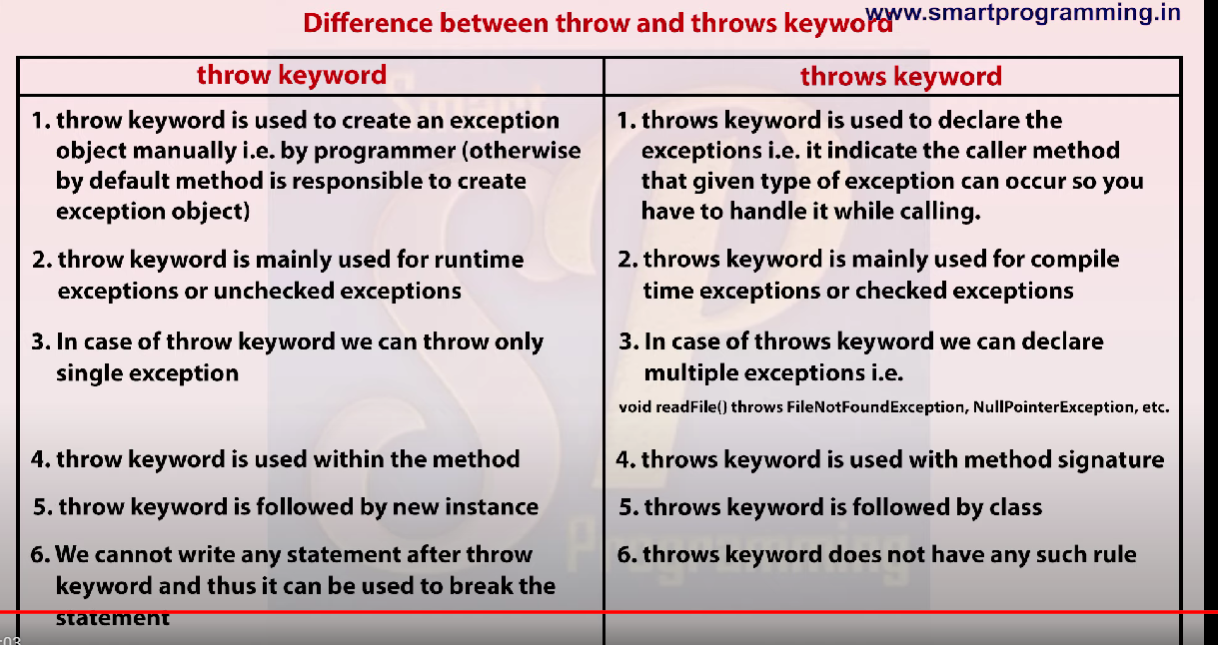 www.smartprogramming.in
Difference between throw and throws keyword
throw keyword
throws keyword
1. throw keyword is used to create an exception
object manually i.e. by programmer (otherwise
by default method is responsible to create
exception object)
1. throws keyword is used to declare the
exceptions i.e. it indicate the caller method
that given type of exception can occur so you
have to handle it while calling.
2. throw keyword is mainly used for runtime
exceptions or unchecked exceptions
2. throws keyword is mainly used for compile
time exceptions or checked exceptions
3. In case of throw keyword we can throw only
single exception
3. In case of throws keyword we can declare
multiple exceptions i.e.
void readFile() throws FileNotFoundException, NullPointerException, etc.
4. throw keyword is used within the method
4. throws keyword is used with method signature
5. throw keyword is followed by new instance
5. throws keyword is followed by class
6. We cannot write any statement after throw
keyword and thus it can be used to break the
statement
6. throws keyword does not have any such rule
Smart
SP
Programming
:03